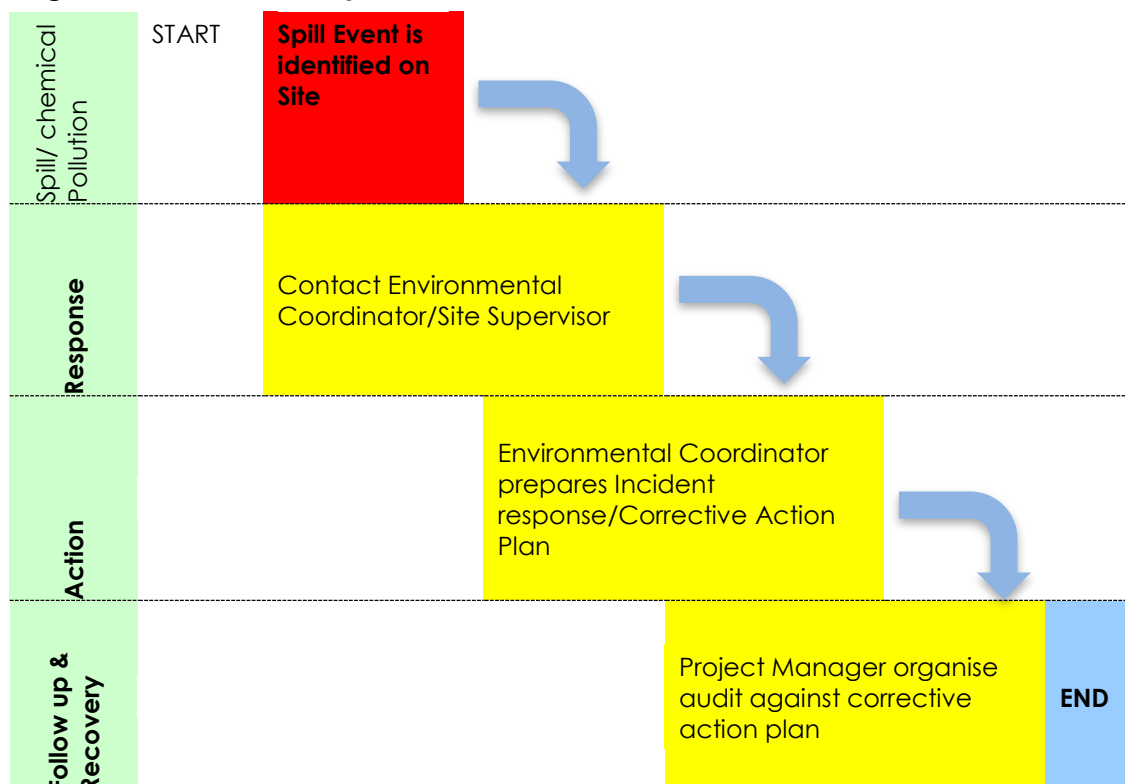 Spill/ chemical
Pollution
START
Spill Event is
identified on
Site
Response
Contact Environmental
Coordinator/Site Supervisor
Action
Environmental Coordinator
prepares Incident
response/Corrective Action
Plan
Follow up &
Recovery
Project Manager organise
audit against corrective
action plan
END